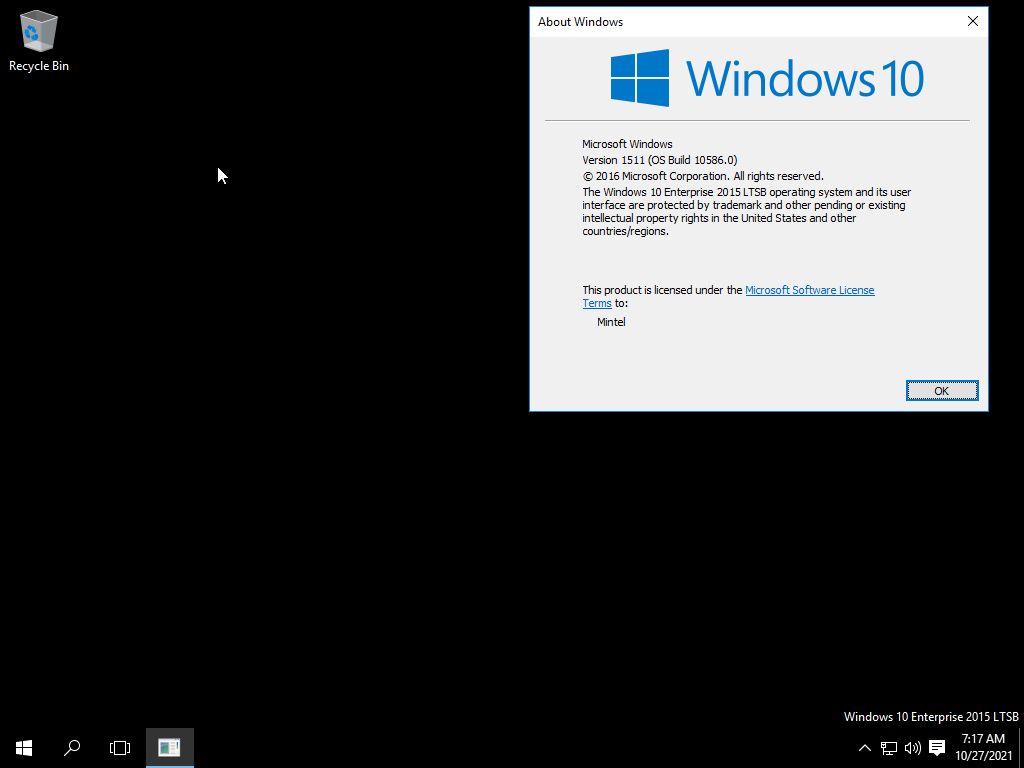 Recycle Bin
About Windows
Windows 10
Microsoft Windows
Version 1511 (OS Build 10586.0)
© 2016 Microsoft Corporation. All rights reserved.
The Windows 10 Enterprise 2015 LTSB operating system and its user
interface are protected by trademark and other pending or existing
intellectual property rights in the United States and other
countries/regions.
This product is licensed under the Microsoft Software License
Terms to:
Mintel
OK
Windows 10 Enterprise 2015 LTSB
7:17 AM
10/27/2021